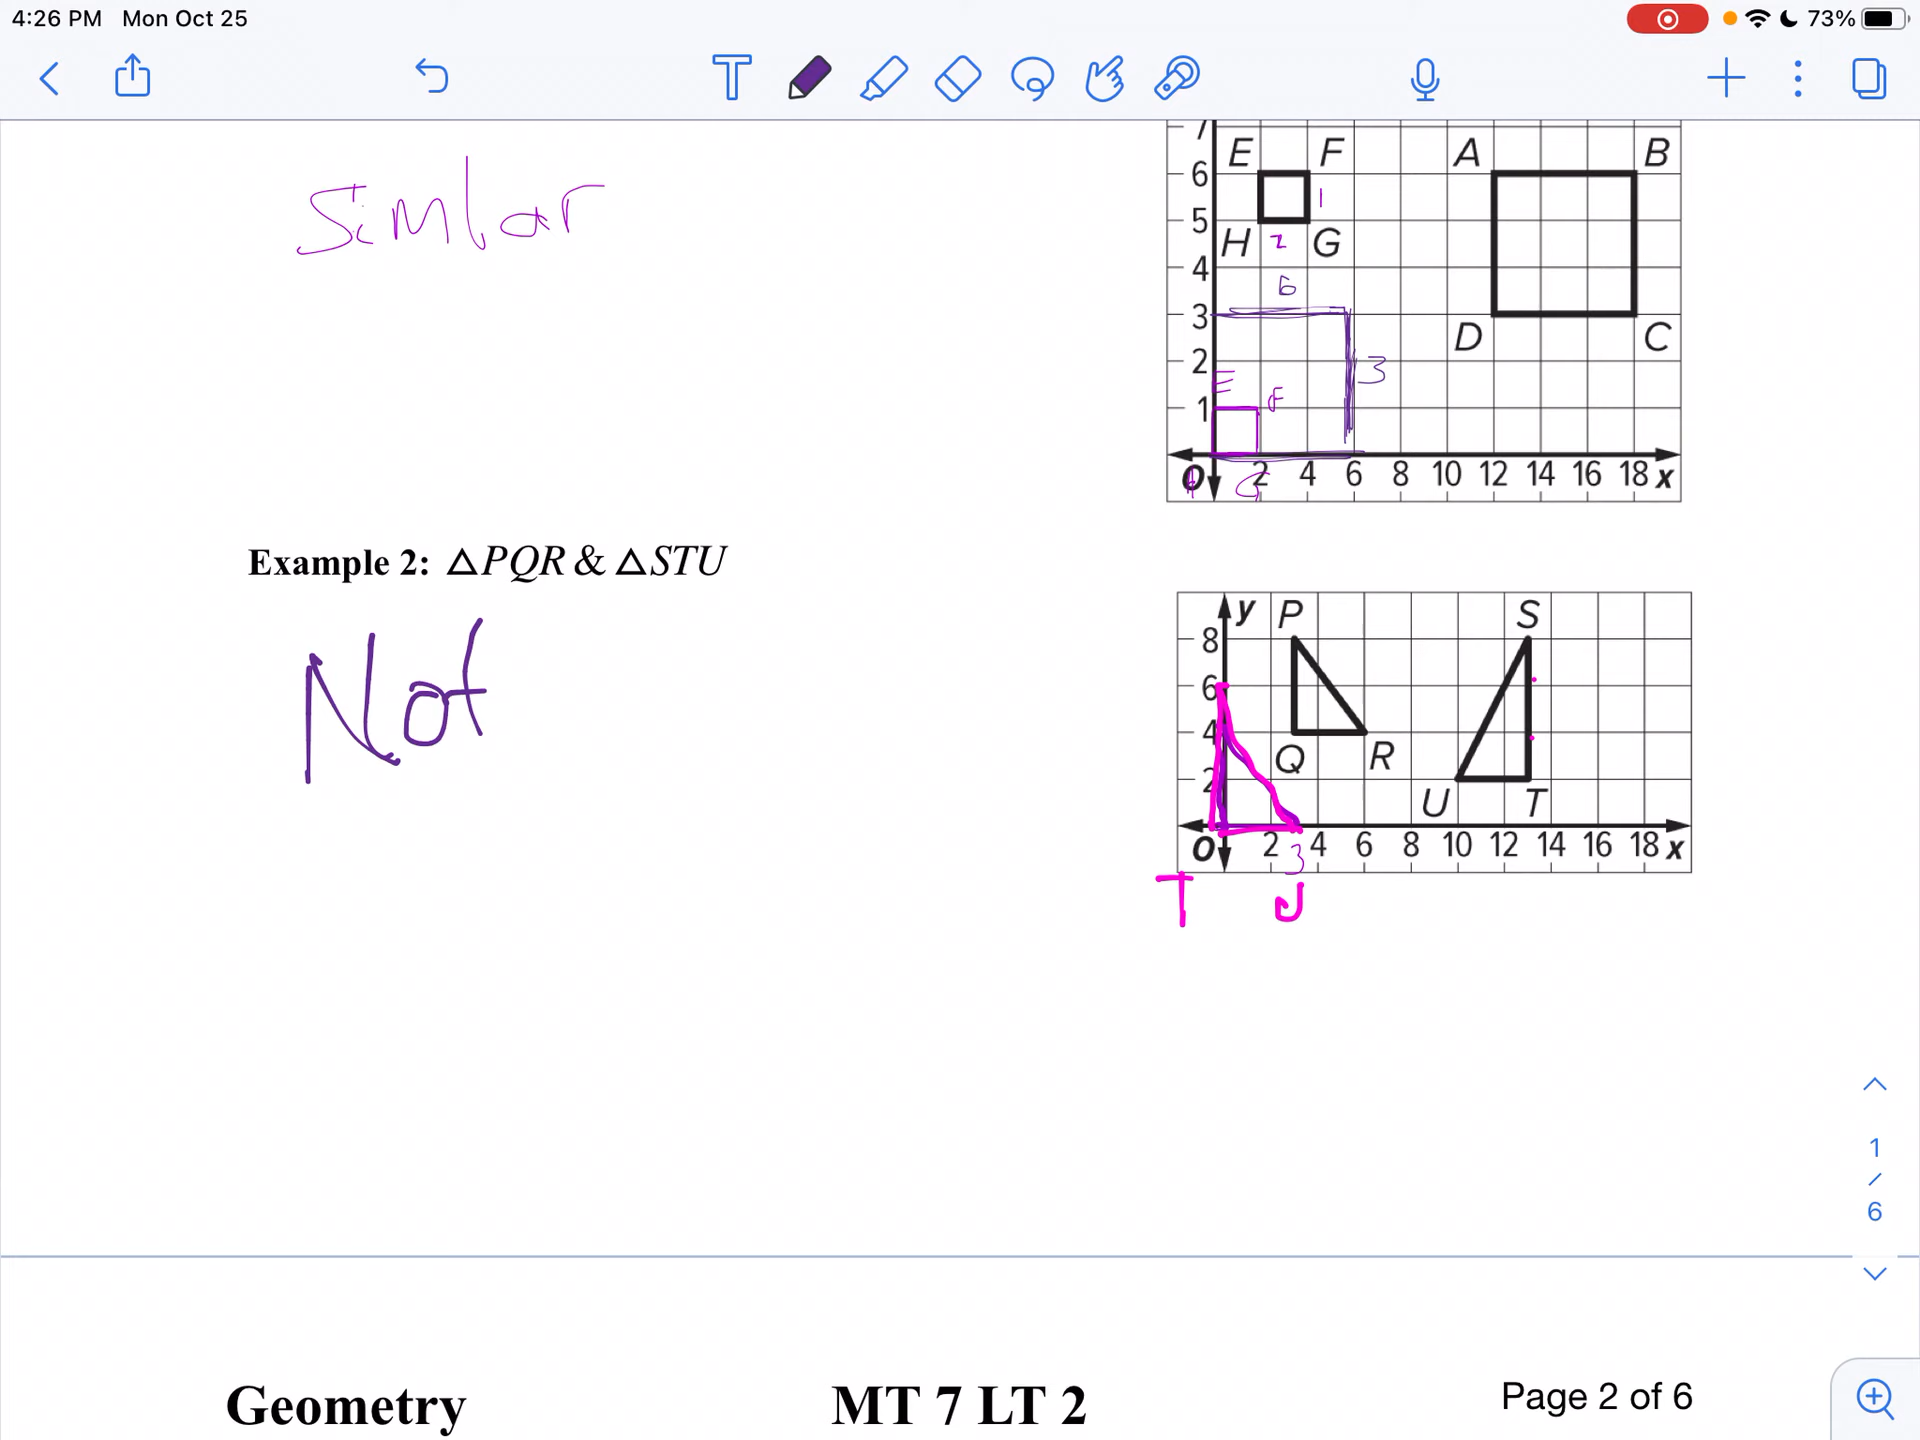 4:26 PM Mon Oct 25 73%
T
7
E F A B
6
1
5
H 2 G
4
6
3
D C
2
3
E
F
1
O 2 4 6 8 10 12 14 16 18 x
G
Simlar
Example 2: △PQR & △STU
Not
y P S
8
6
4
Q R
2
U T
O 2 3 4 6 8 10 12 14 16 18 x
T U
1
/
6
Geometry MT 7 LT 2 Page 2 of 6